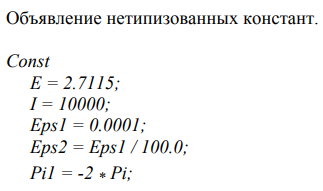 Объявление нетипизованных констант.
Const
E = 2.7115;
I = 10000;
Eps1 = 0.0001;
Eps2 = Eps1 / 100.0;
Pi1 = -2 * Pi;